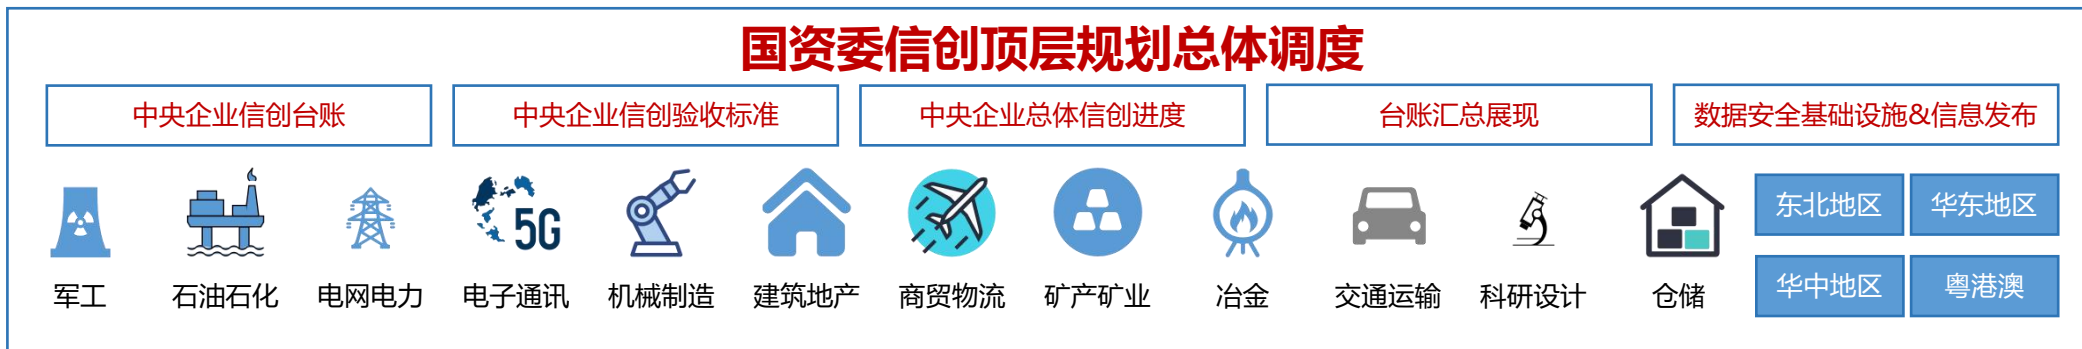 国资委信创顶层规划总体调度
中央企业信创台账
中央企业信创验收标准
中央企业总体信创进度
台账汇总展现
数据安全基础设施&信息发布
5G
东北地区
华东地区
华中地区
粤港澳
军工
石油石化
电网电力
电子通讯
机械制造
建筑地产
商贸物流
矿产矿业
冶金
交通运输
科研设计
仓储